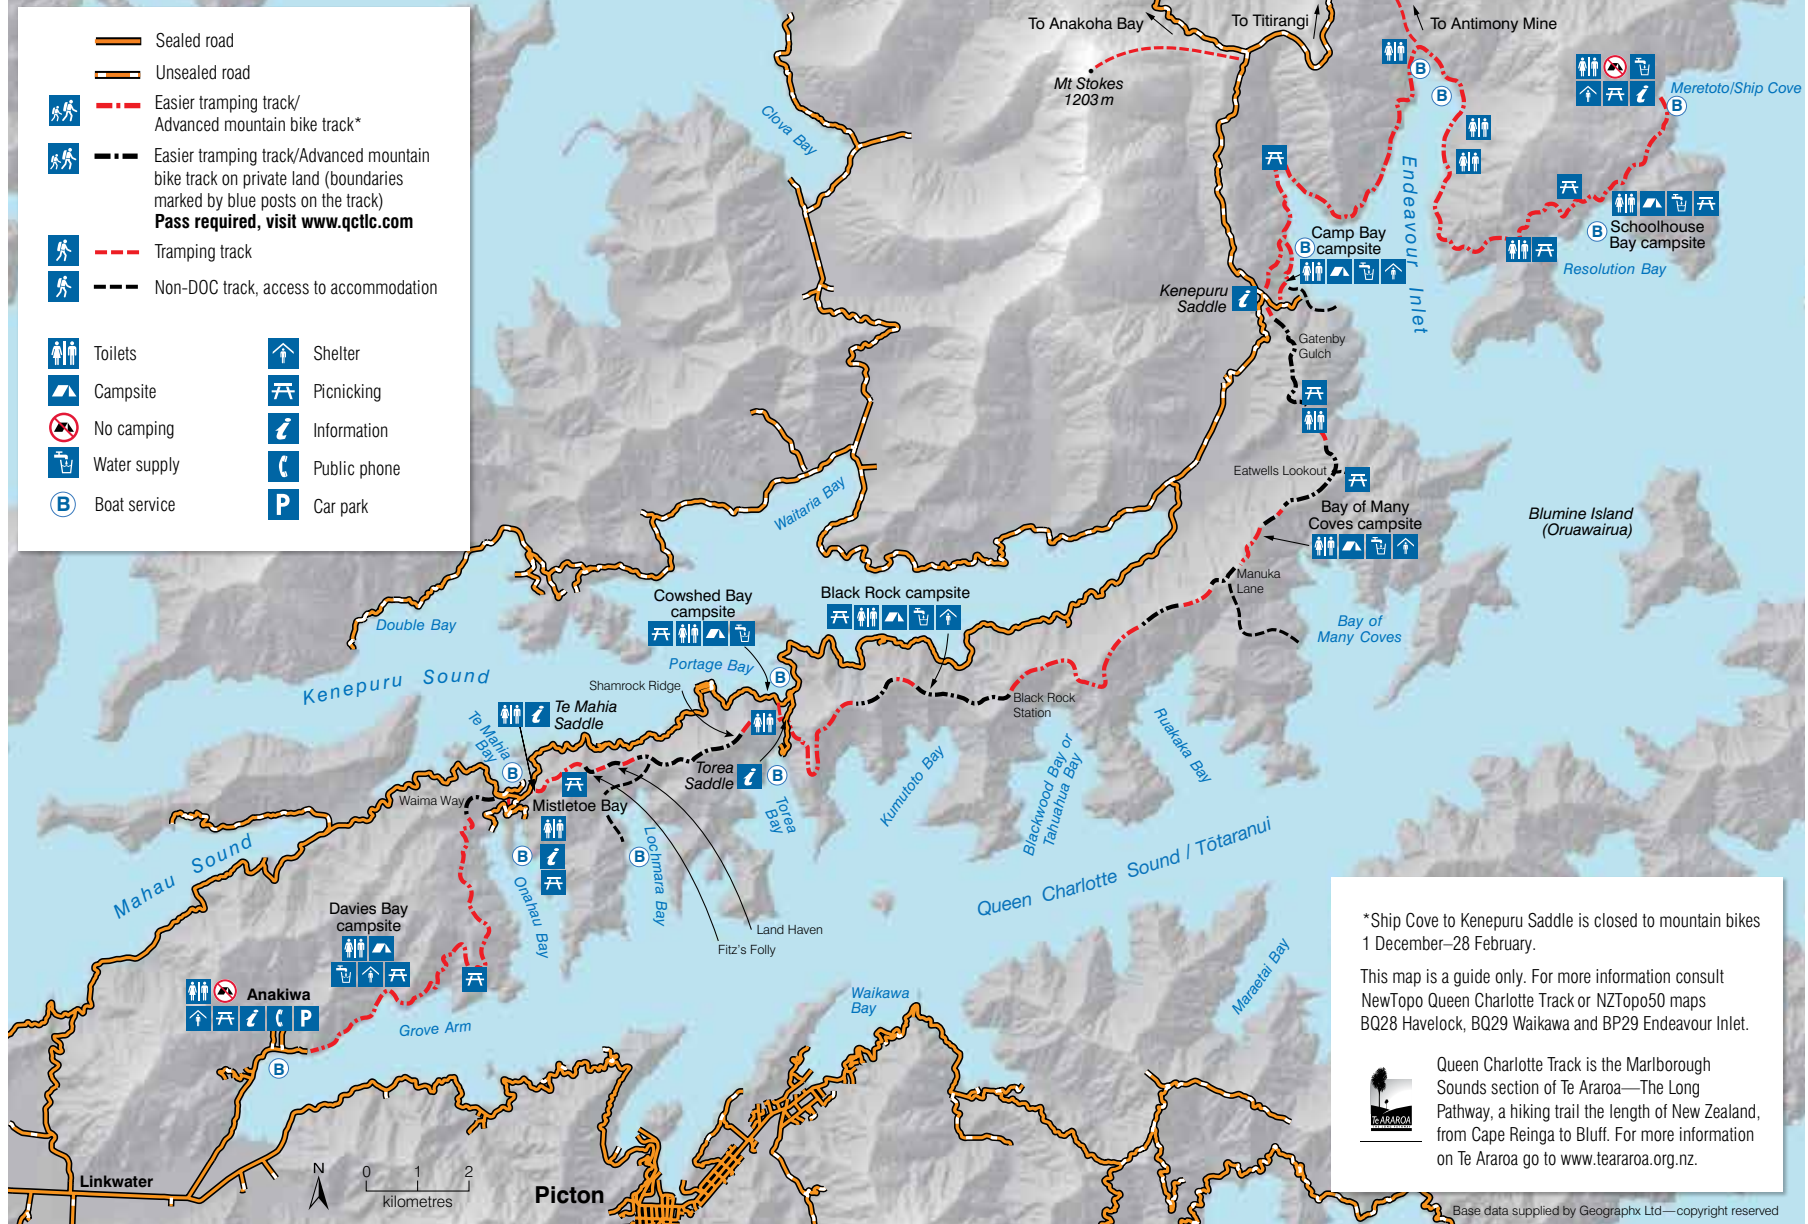 Sealed road
Unsealed road
Easier tramping track/
Advanced mountain bike track*
Easier tramping track/Advanced mountain
bike track on private land (boundaries
marked by blue posts on the track)
Pass required, visit www.qctlc.com
Tramping track
Non-DOC track, access to accommodation
Toilets
Campsite
No camping
Water supply
B Boat service
Shelter
Picnicking
i Information
Public phone
P Car park
To Anakoha Bay
To Titirangi
To Antimony Mine
Mt Stokes
1203 m
Clova Bay
B
B
Meretoto/Ship Cove
i
B
Endeavour Inlet
Camp Bay
campsite
B
Schoolhouse
Bay campsite
B
Resolution Bay
Kenepuru
Saddle
i
Gatenby
Gulch
Eatwells Lookout
Bay of Many
Coves campsite
Blumine Island
(Oruawairua)
Waitaria Bay
Manuka
Lane
Bay of
Many Coves
Cowshed Bay
campsite
Black Rock campsite
Double Bay
Kenepuru Sound
Portage Bay
B
Shamrock Ridge
Te Mahia
Saddle
i
Te Mahia
Bay
B
Black Rock
Station
Torea
Saddle
i
B
Torea
Bay
Kumutoto Bay
Blackwood Bay or
Tahuahua Bay
Ruakaka Bay
Waima Way
Mistletoe Bay
i
B
B
Lochmara Bay
Onahau Bay
Mahau Sound
Queen Charlotte Sound / Tōtaranui
Land Haven
Fitz's Folly
Davies Bay
campsite
Anakiwa
i
P
B
Grove Arm
Waikawa
Bay
Maraetai Bay
Linkwater
N
0 1 2
kilometres
Picton
*Ship Cove to Kenepuru Saddle is closed to mountain bikes
1 December–28 February.
This map is a guide only. For more information consult
NewTopo Queen Charlotte Track or NZTopo50 maps
BQ28 Havelock, BQ29 Waikawa and BP29 Endeavour Inlet.
Queen Charlotte Track is the Marlborough
Sounds section of Te Araroa—The Long
Pathway, a hiking trail the length of New Zealand,
from Cape Reinga to Bluff. For more information
on Te Araroa go to www.teararoa.org.nz.
Te ARAROA
Base data supplied by Geographx Ltd—copyright reserved